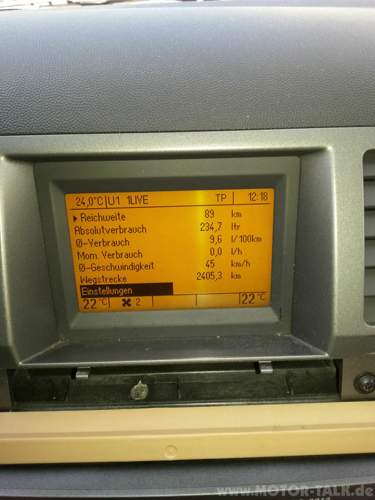 24,0°C U1 1LIVE TP 12:18
Reichweite 89 km
Absolutverbrauch 234,7 ltr
Ø-Verbrauch 9,6 l/100km
Mom. Verbrauch 0,0 l/h
Ø-Geschwindigkeit 45 km/h
Wegstrecke 2405,3 km
Einstellungen
22°C 2 22°C
www.MOTOR-TALK.de